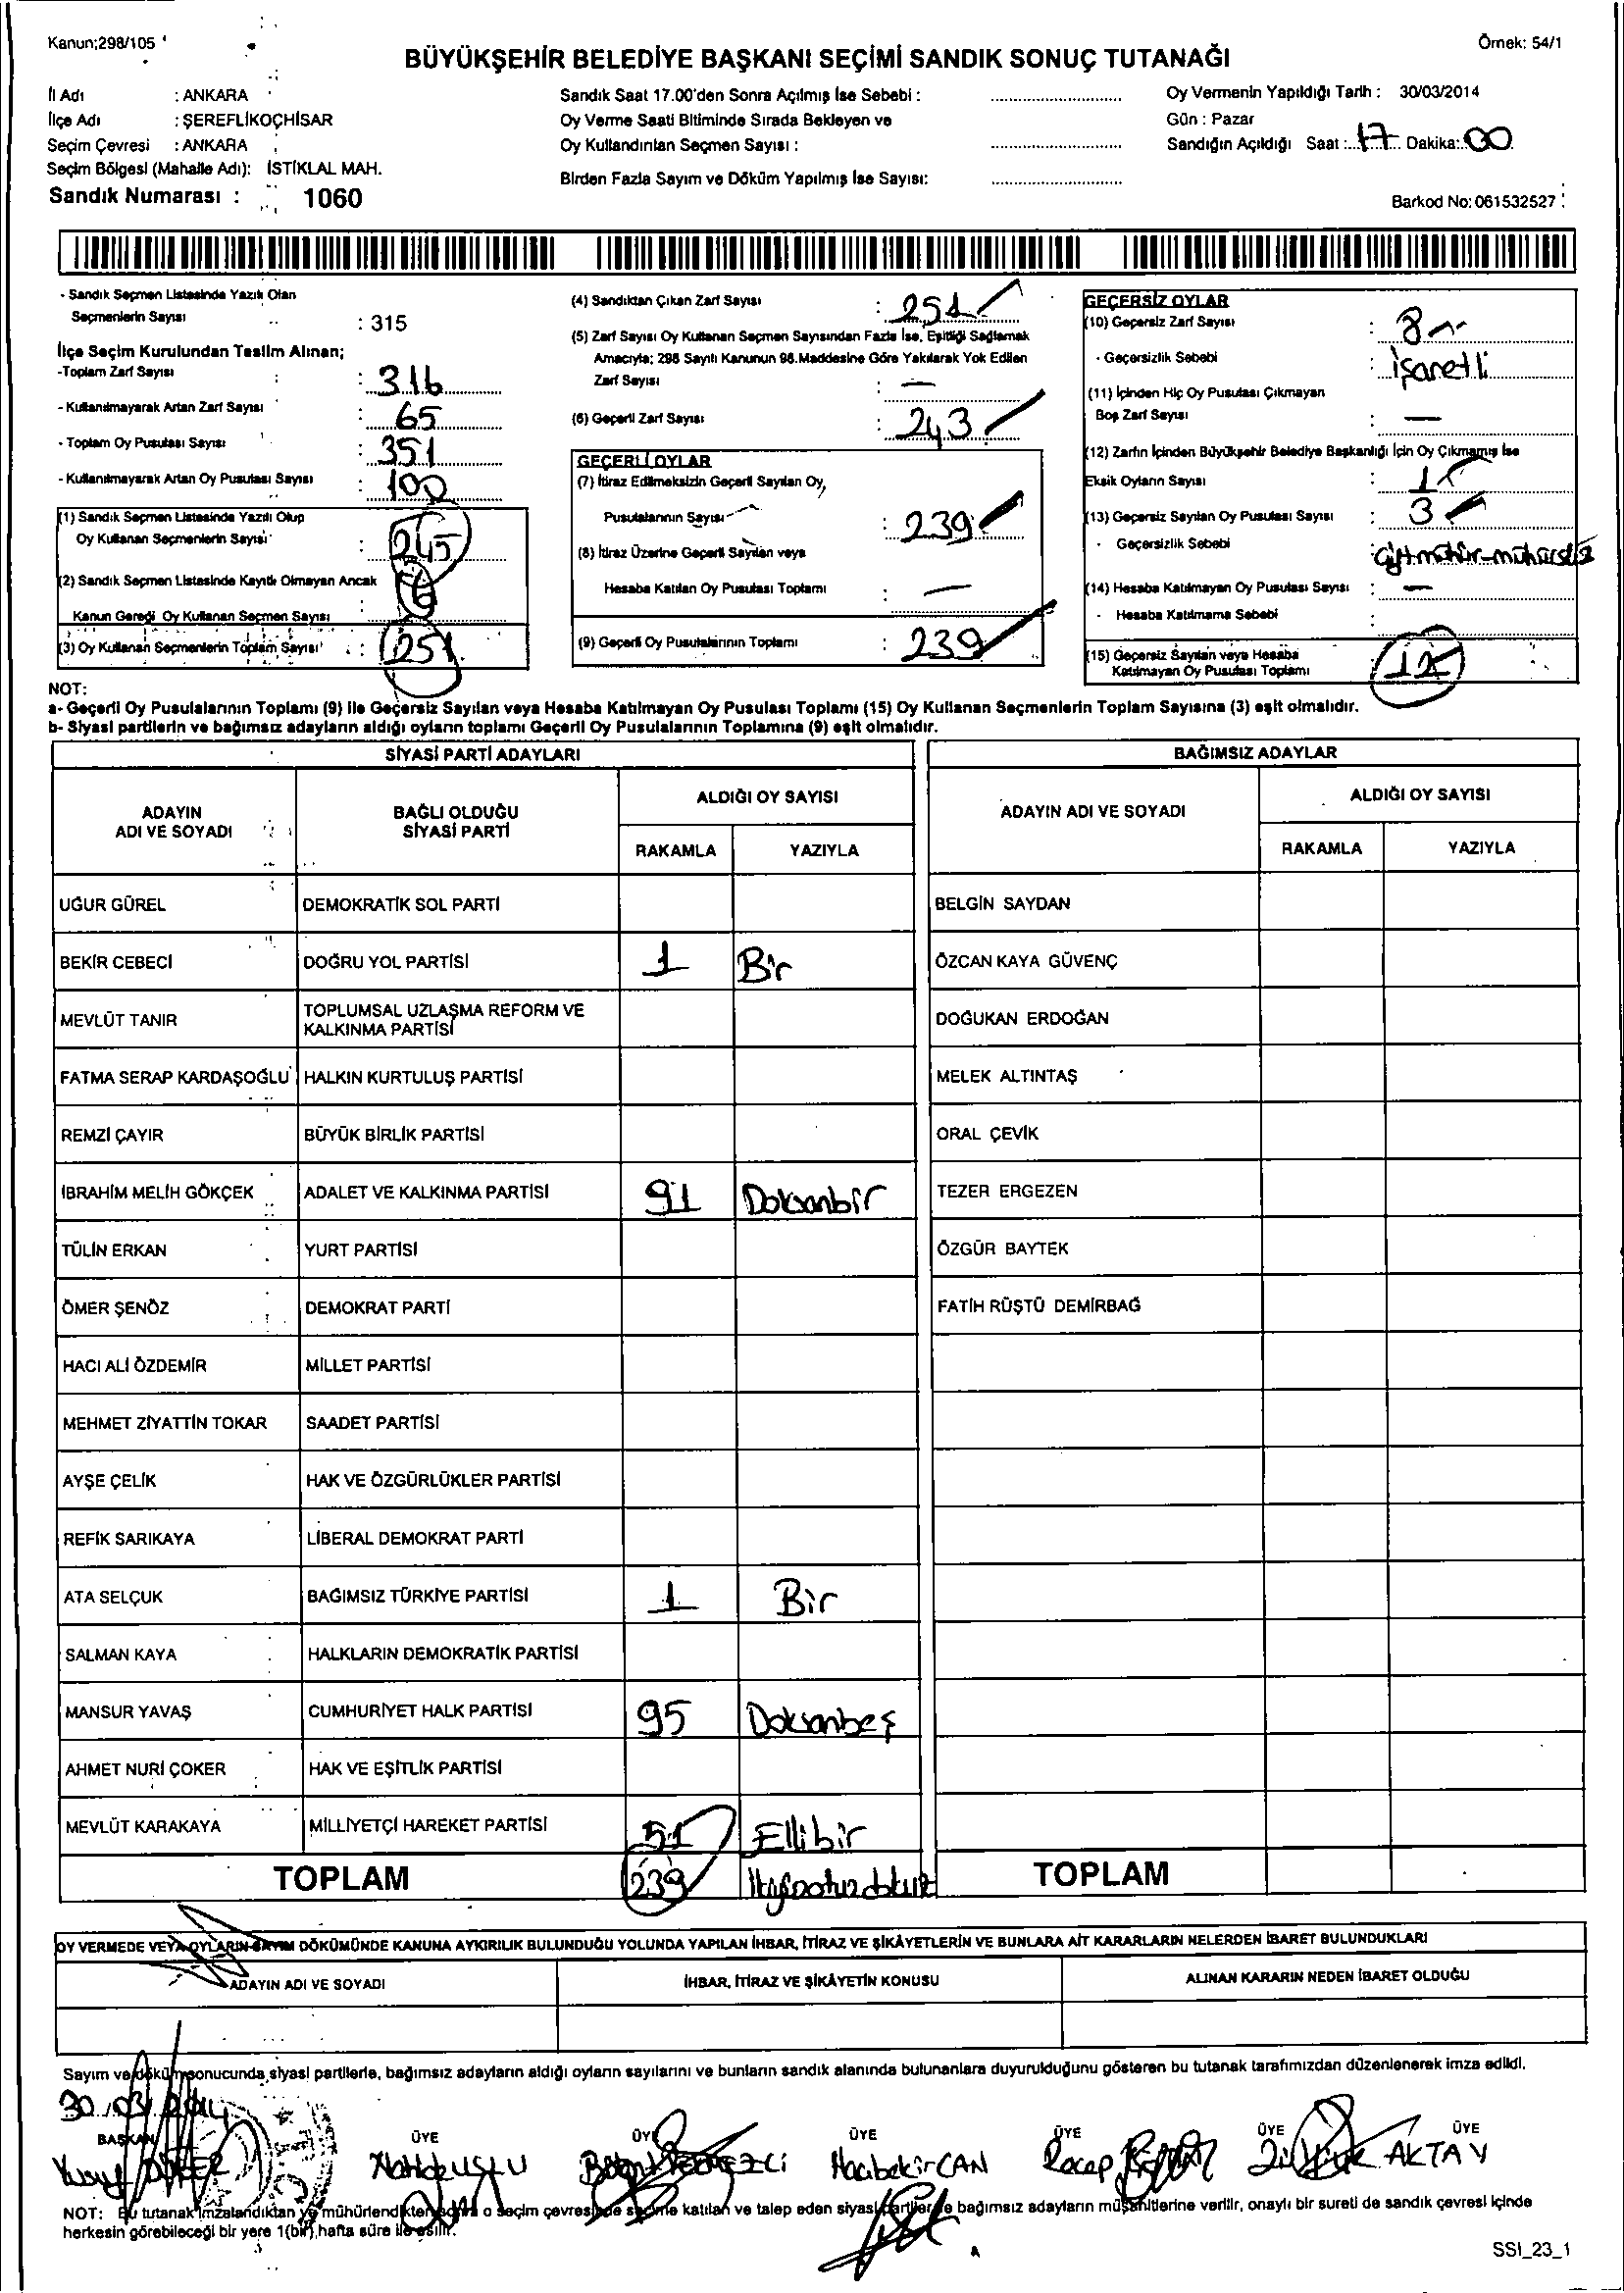 Kanun;298/105
Örnek: 54/1
BÜYÜKŞEHİR BELEDİYE BAŞKANI SEÇİMİ SANDIK SONUÇ TUTANAĞI
İl Adı : ANKARA
İlçe Adı : ŞEREFLİKOÇHİSAR
Seçim Çevresi : ANKARA
Seçim Bölgesi (Mahalle Adı): İSTİKLAL MAH.
Sandık Numarası : 1060
Sandık Saat 17.00'den Sonra Açılmış İse Sebebi :
Oy Verme Saati Bitiminde Sırada Bekleyen ve
Oy Kullandırılan Seçmen Sayısı :
Birden Fazla Sayım ve Döküm Yapılmış İse Sayısı:
Oy Vermenin Yapıldığı Tarih : 30/03/2014
Gün : Pazar
Sandığın Açıldığı Saat : 17 Dakika: 00
Barkod No: 061532527
- Sandık Seçmen Listesinde Yazılı Olan
Seçmenlerin Sayısı : 315
İlçe Seçim Kurulundan Teslim Alınan;
-Toplam Zarf Sayısı : 316
- Kullanılmayarak Artan Zarf Sayısı : 65
- Toplam Oy Pusulası Sayısı : 351
- Kullanılmayarak Artan Oy Pusulası Sayısı : 100
(1) Sandık Seçmen Listesinde Yazılı Olup
Oy Kullanan Seçmenlerin Sayısı : 245
(2) Sandık Seçmen Listesinde Kayıtlı Olmayan Ancak
Kanun Gereği Oy Kullanan Seçmen Sayısı : 6
(3) Oy Kullanan Seçmenlerin Toplam Sayısı : 251
(4) Sandıktan Çıkan Zarf Sayısı : 251
(5) Zarf Sayısı Oy Kullanan Seçmen Sayısından Fazla İse, Eşitliği Sağlamak
Amacıyla; 298 Sayılı Kanunun 98.Maddesine Göre Yakılarak Yok Edilen
Zarf Sayısı : —
(6) Geçerli Zarf Sayısı : 243
GEÇERLİ OYLAR
(7) İtiraz Edilmeksizin Geçerli Sayılan Oy,
Pusulalarının Sayısı : 239
(8) İtiraz Üzerine Geçerli Sayılan veya
Hesaba Katılan Oy Pusulası Toplamı : —
(9) Geçerli Oy Pusulalarının Toplamı : 239
GEÇERSİZ OYLAR
(10) Geçersiz Zarf Sayısı : 8
- Geçersizlik Sebebi : işaretli
(11) İçinden Hiç Oy Pusulası Çıkmayan
Boş Zarf Sayısı : —
(12) Zarfın İçinden Büyükşehir Belediye Başkanlığı İçin Oy Çıkmamış İse
Eksik Oyların Sayısı : 1
(13) Geçersiz Sayılan Oy Pusulası Sayısı : 3
- Geçersizlik Sebebi : Çift mühür-mühürsüz
(14) Hesaba Katılmayan Oy Pusulası Sayısı : —
- Hesaba Katılmama Sebebi :
(15) Geçersiz Sayılan veya Hesaba
Katılmayan Oy Pusulası Toplamı : 12
NOT:
a- Geçerli Oy Pusulalarının Toplamı (9) ile Geçersiz Sayılan veya Hesaba Katılmayan Oy Pusulası Toplamı (15) Oy Kullanan Seçmenlerin Toplam Sayısına (3) eşit olmalıdır.
b- Siyasi partilerin ve bağımsız adayların aldığı oyların toplamı Geçerli Oy Pusulalarının Toplamına (9) eşit olmalıdır.
SİYASİ PARTİ ADAYLARI
ADAYIN ADI VE SOYADI
BAĞLI OLDUĞU SİYASİ PARTİ
ALDIĞI OY SAYISI
RAKAMLA YAZIYLA
UĞUR GÜREL DEMOKRATİK SOL PARTİ
BEKİR CEBECİ DOĞRU YOL PARTİSİ 1 Bir
MEVLÜT TANIR TOPLUMSAL UZLAŞMA REFORM VE
KALKINMA PARTİSİ
FATMA SERAP KARDAŞOĞLU HALKIN KURTULUŞ PARTİSİ
REMZİ ÇAYIR BÜYÜK BİRLİK PARTİSİ
İBRAHİM MELİH GÖKÇEK ADALET VE KALKINMA PARTİSİ 91 Doksanbir
TÜLİN ERKAN YURT PARTİSİ
ÖMER ŞENÖZ DEMOKRAT PARTİ
HACI ALİ ÖZDEMİR MİLLET PARTİSİ
MEHMET ZİYATTİN TOKAR SAADET PARTİSİ
AYŞE ÇELİK HAK VE ÖZGÜRLÜKLER PARTİSİ
REFİK SARIKAYA LİBERAL DEMOKRAT PARTİ
ATA SELÇUK BAĞIMSIZ TÜRKİYE PARTİSİ 1 Bir
SALMAN KAYA HALKLARIN DEMOKRATİK PARTİSİ
MANSUR YAVAŞ CUMHURİYET HALK PARTİSİ 95 Doksanbeş
AHMET NURİ ÇOKER HAK VE EŞİTLİK PARTİSİ
MEVLÜT KARAKAYA MİLLİYETÇİ HAREKET PARTİSİ 51 Ellibir
TOPLAM 239 ikiyüzotuzdokuz
BAĞIMSIZ ADAYLAR
ADAYIN ADI VE SOYADI
ALDIĞI OY SAYISI
RAKAMLA YAZIYLA
BELGİN SAYDAN
ÖZCAN KAYA GÜVENÇ
DOĞUKAN ERDOĞAN
MELEK ALTINTAŞ
ORAL ÇEVİK
TEZER ERGEZEN
ÖZGÜR BAYTEK
FATİH RÜŞTÜ DEMİRBAĞ
TOPLAM
OY VERMEDE VEYA OYLARIN SAYIM DÖKÜMÜNDE KANUNA AYKIRILIK BULUNDUĞU YOLUNDA YAPILAN İHBAR, İTİRAZ VE ŞİKÂYETLERİN VE BUNLARA AİT KARARLARIN NELERDEN İBARET BULUNDUKLARI
ADAYIN ADI VE SOYADI İHBAR, İTİRAZ VE ŞİKÂYETİN KONUSU ALINAN KARARIN NEDEN İBARET OLDUĞU
Sayım ve döküm sonucunda siyasi partilerle, bağımsız adayların aldığı oyların sayılarını ve bunların sandık alanında bulunanlara duyurulduğunu gösteren bu tutanak tarafımızdan düzenlenerek imza edildi.
30/03/2014
BAŞKAN ÜYE ÜYE ÜYE ÜYE ÜYE ÜYE
Yusuf Hatice USLU Hacıbekir CAN Recep AKTAY
NOT: Bu tutanak imzalandıktan ve mühürlendikten sonra o seçim çevresinde seçime katılan ve talep eden siyasi partilerle bağımsız adayların müşahitlerine verilir, onaylı bir sureti de sandık çevresi içinde
herkesin görebileceği bir yere 1(bir) hafta süre ile asılır.
SSI_23_1